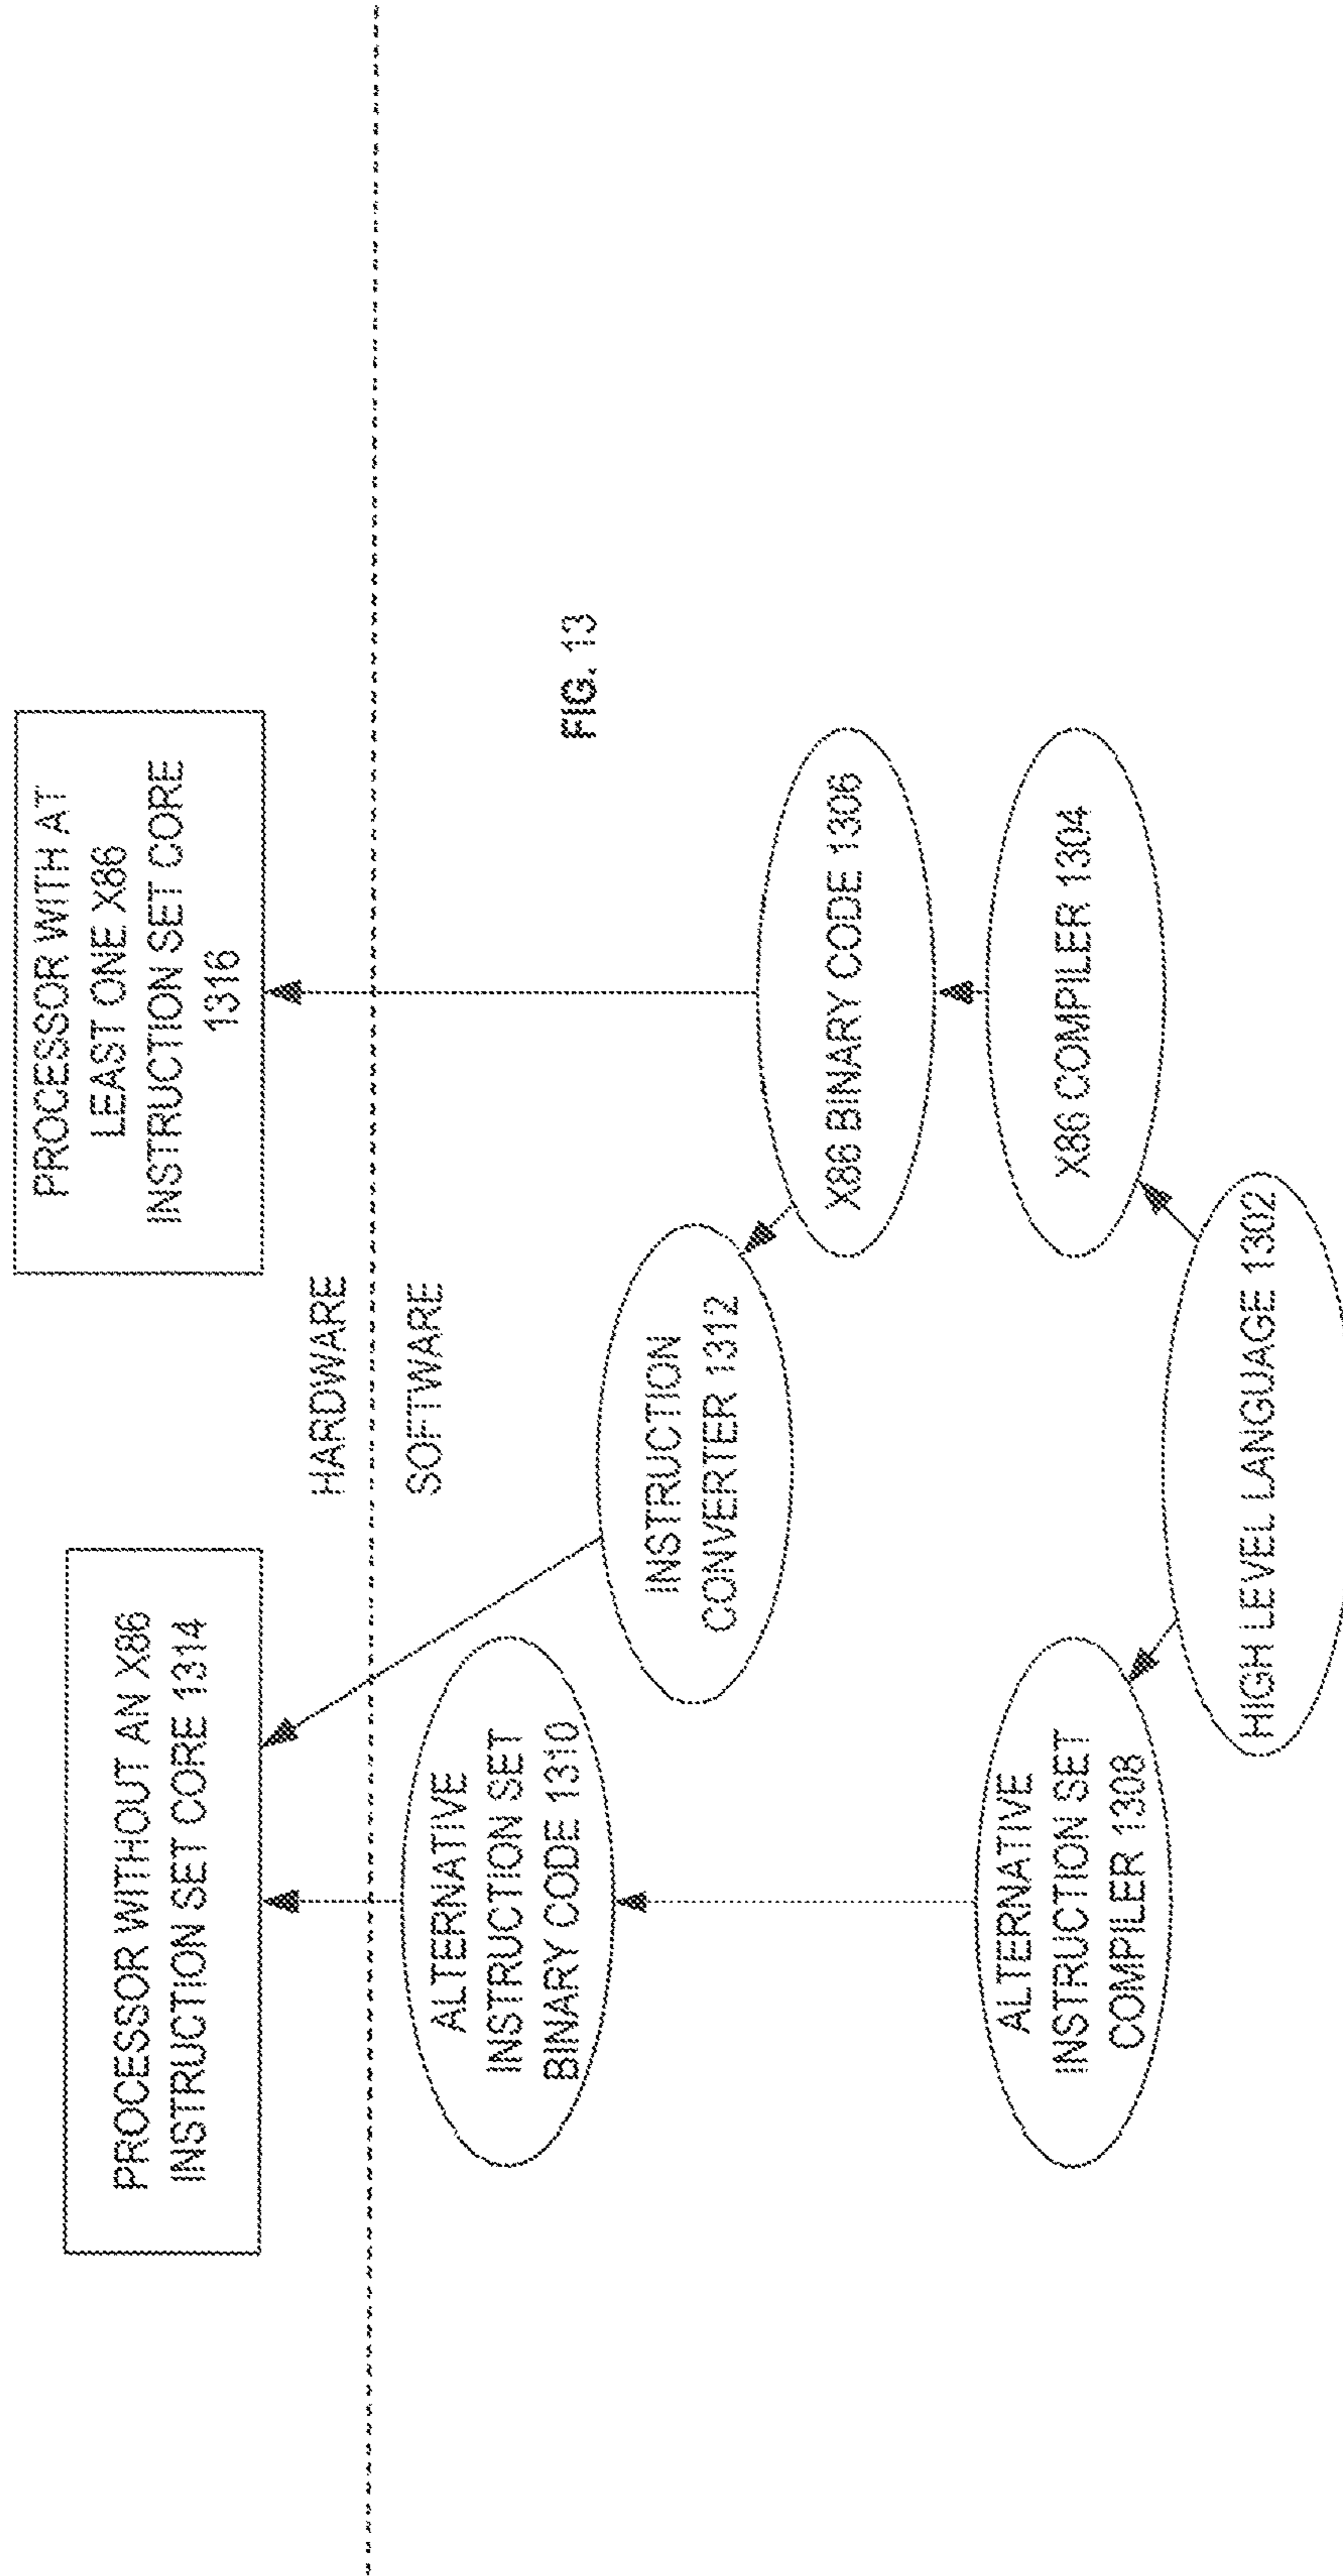 PROCESSOR WITHOUT AN X86
INSTRUCTION SET CORE 1314
PROCESSOR WITH AT
LEAST ONE X86
INSTRUCTION SET CORE
1316
HARDWARE
SOFTWARE
ALTERNATIVE
INSTRUCTION SET
BINARY CODE 1310
INSTRUCTION
CONVERTER 1312
FIG. 13
X86 BINARY CODE 1306
ALTERNATIVE
INSTRUCTION SET
COMPILER 1308
X86 COMPILER 1304
HIGH LEVEL LANGUAGE 1302